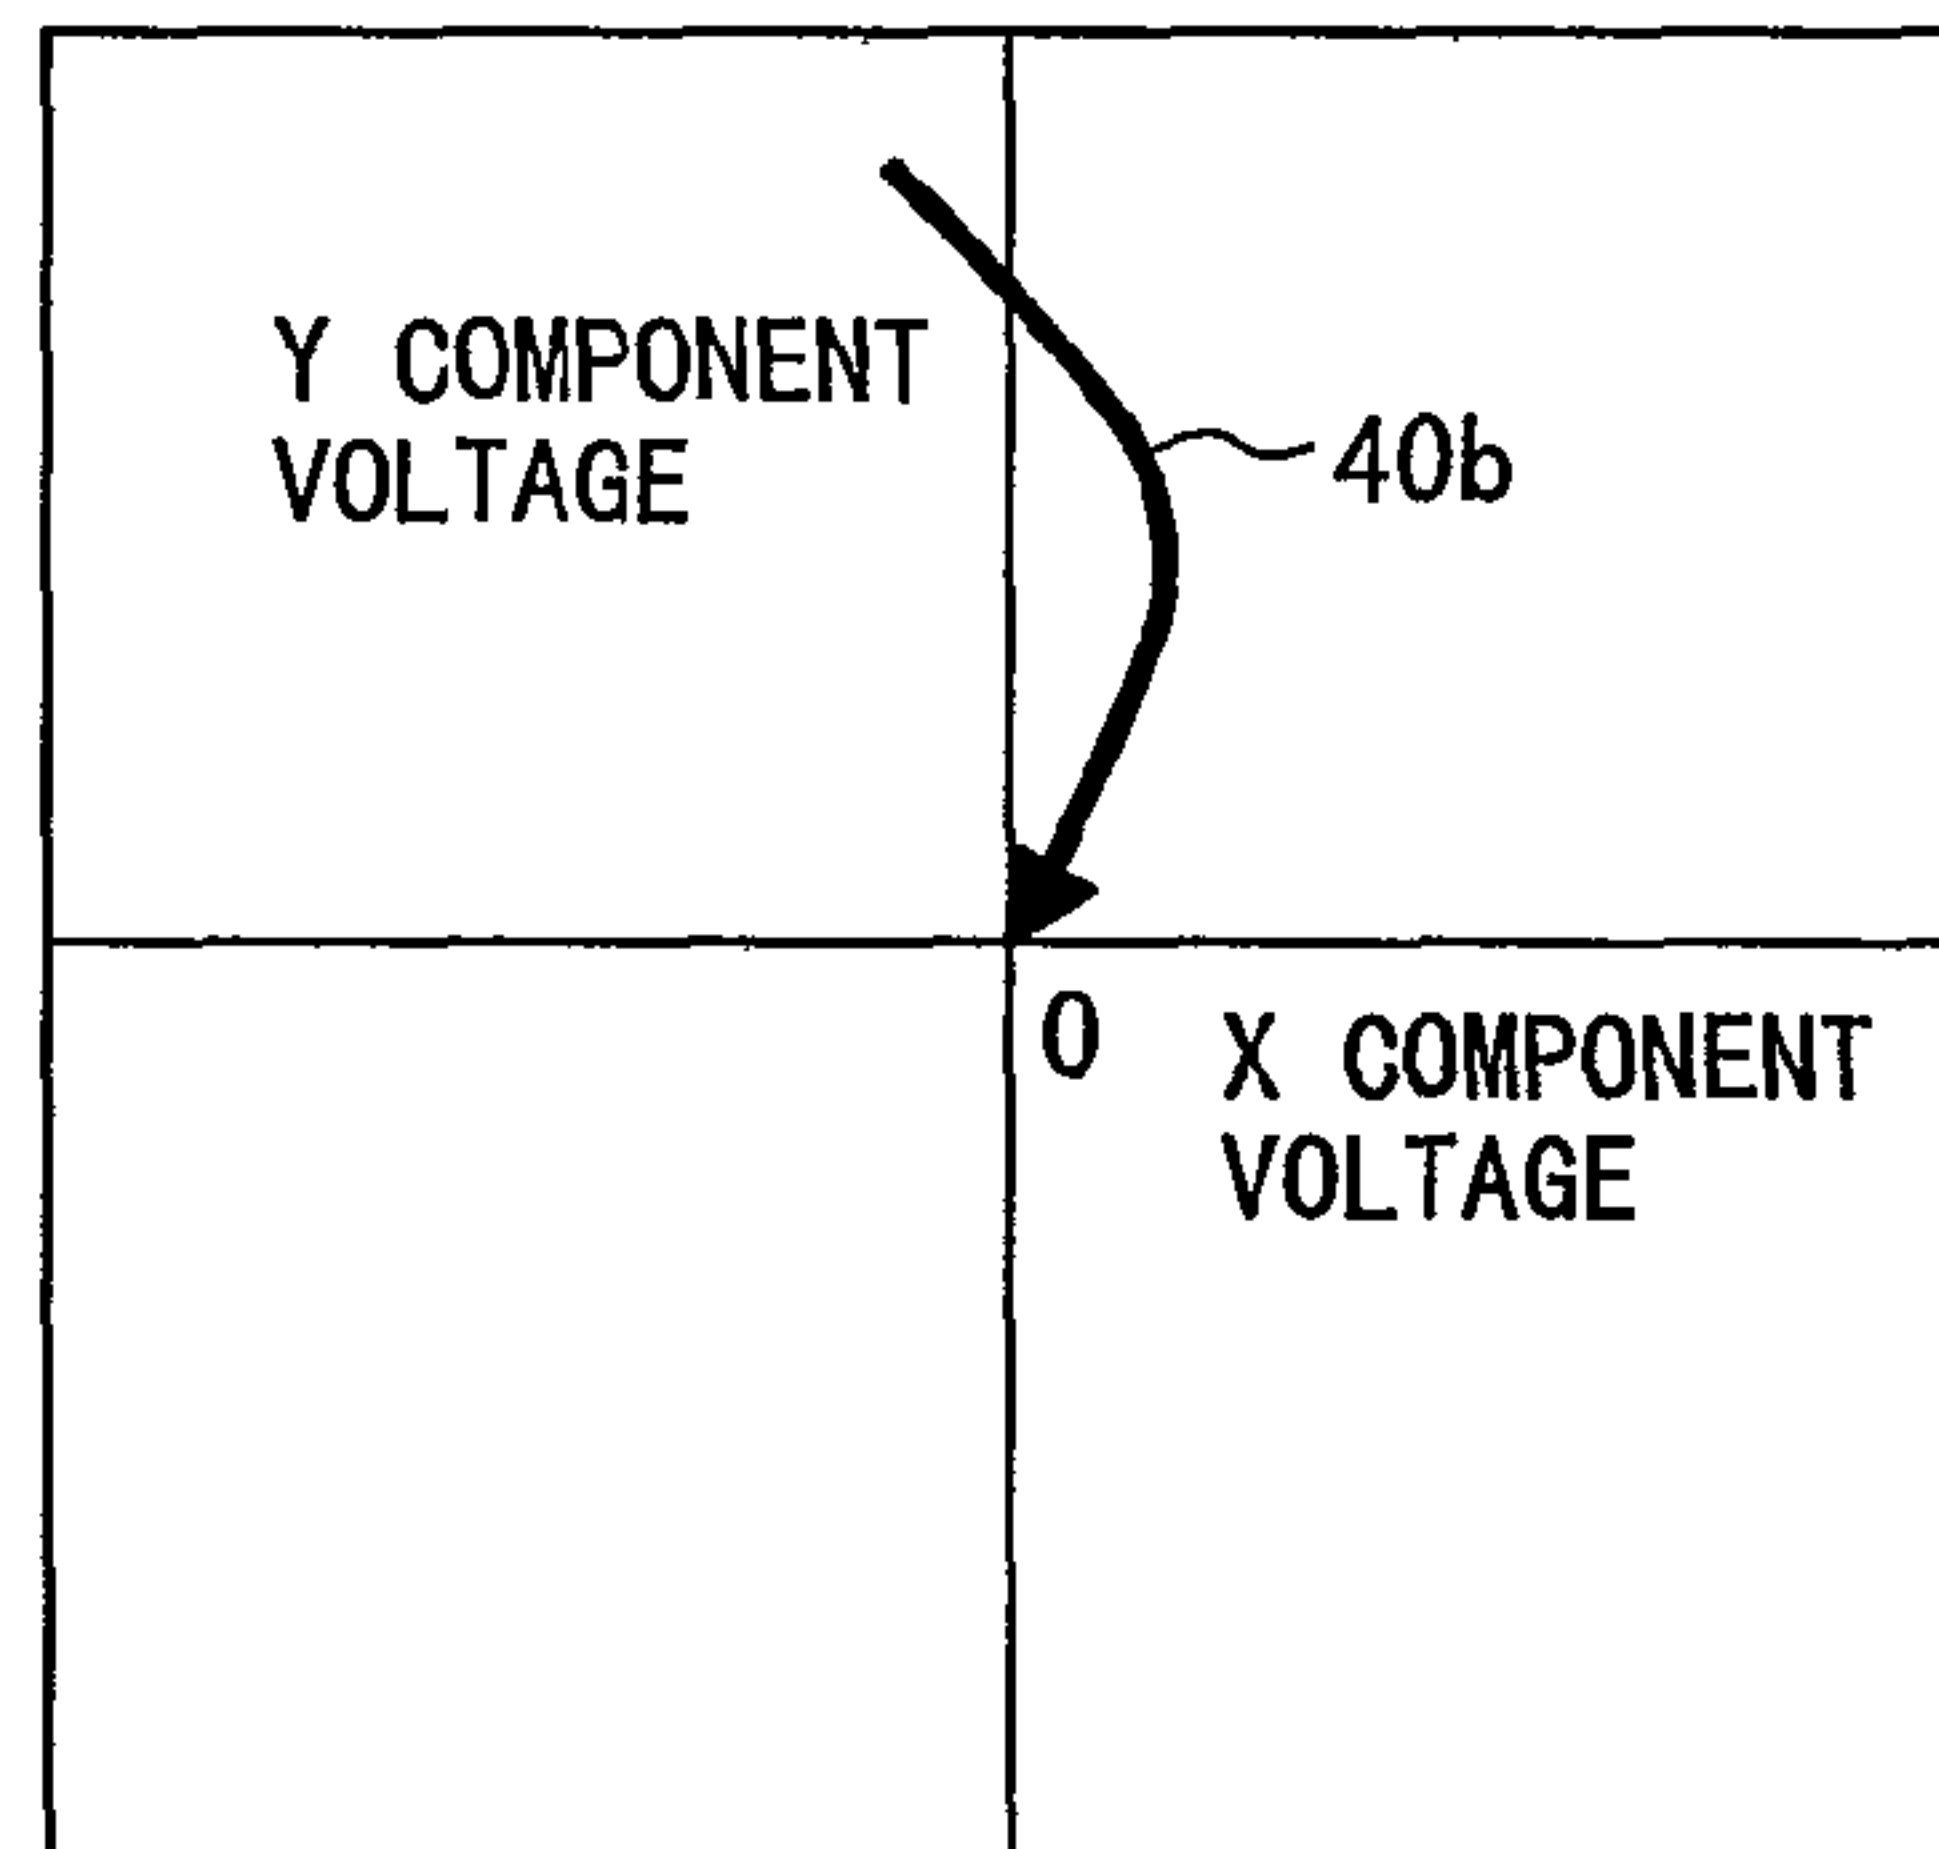 Y COMPONENT
VOLTAGE
40b
0
X COMPONENT
VOLTAGE